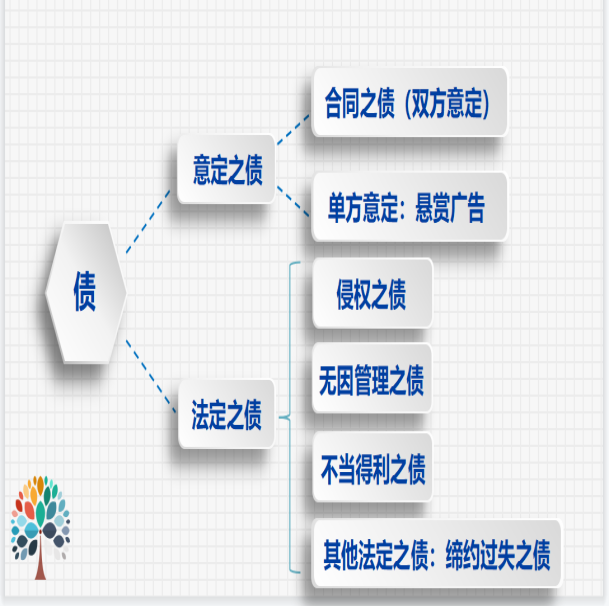 债
意定之债
合同之债（双方意定）
单方意定：悬赏广告
法定之债
侵权之债
无因管理之债
不当得利之债
其他法定之债：缔约过失之债